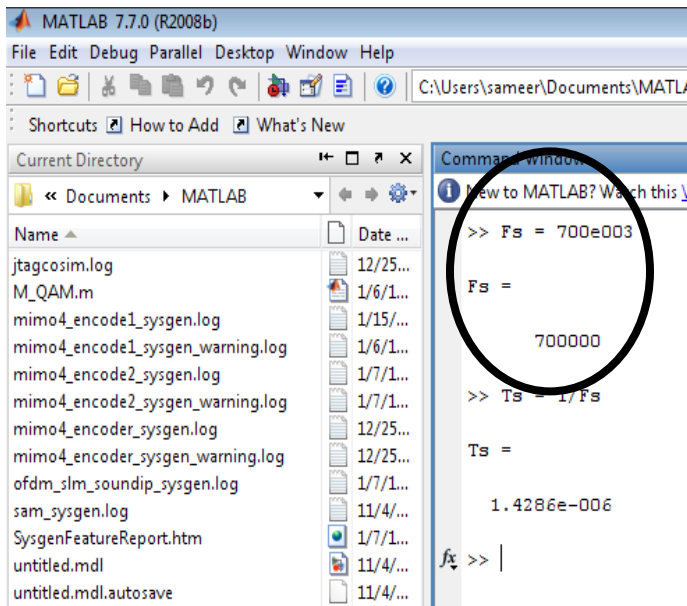 MATLAB 7.7.0 (R2008b)
File Edit Debug Parallel Desktop Window Help
C:\Users\sameer\Documents\MATLA
Shortcuts How to Add What's New
Current Directory
« Documents MATLAB
Name Date ...
jtagcosim.log 12/25...
M_QAM.m 1/6/1...
mimo4_encode1_sysgen.log 1/15/...
mimo4_encode1_sysgen_warning.log 1/6/1...
mimo4_encode2_sysgen.log 1/7/1...
mimo4_encode2_sysgen_warning.log 1/7/1...
mimo4_encoder_sysgen.log 12/25...
mimo4_encoder_sysgen_warning.log 12/25...
ofdm_slm_soundip_sysgen.log 1/7/1...
sam_sysgen.log 11/4/...
SysgenFeatureReport.htm 1/7/1...
untitled.mdl 11/4/...
untitled.mdl.autosave 11/4/...
Command Window
New to MATLAB? Watch this V
>> Fs = 700e003
Fs =
700000
>> Ts = 1/Fs
Ts =
1.4286e-006
fx >>